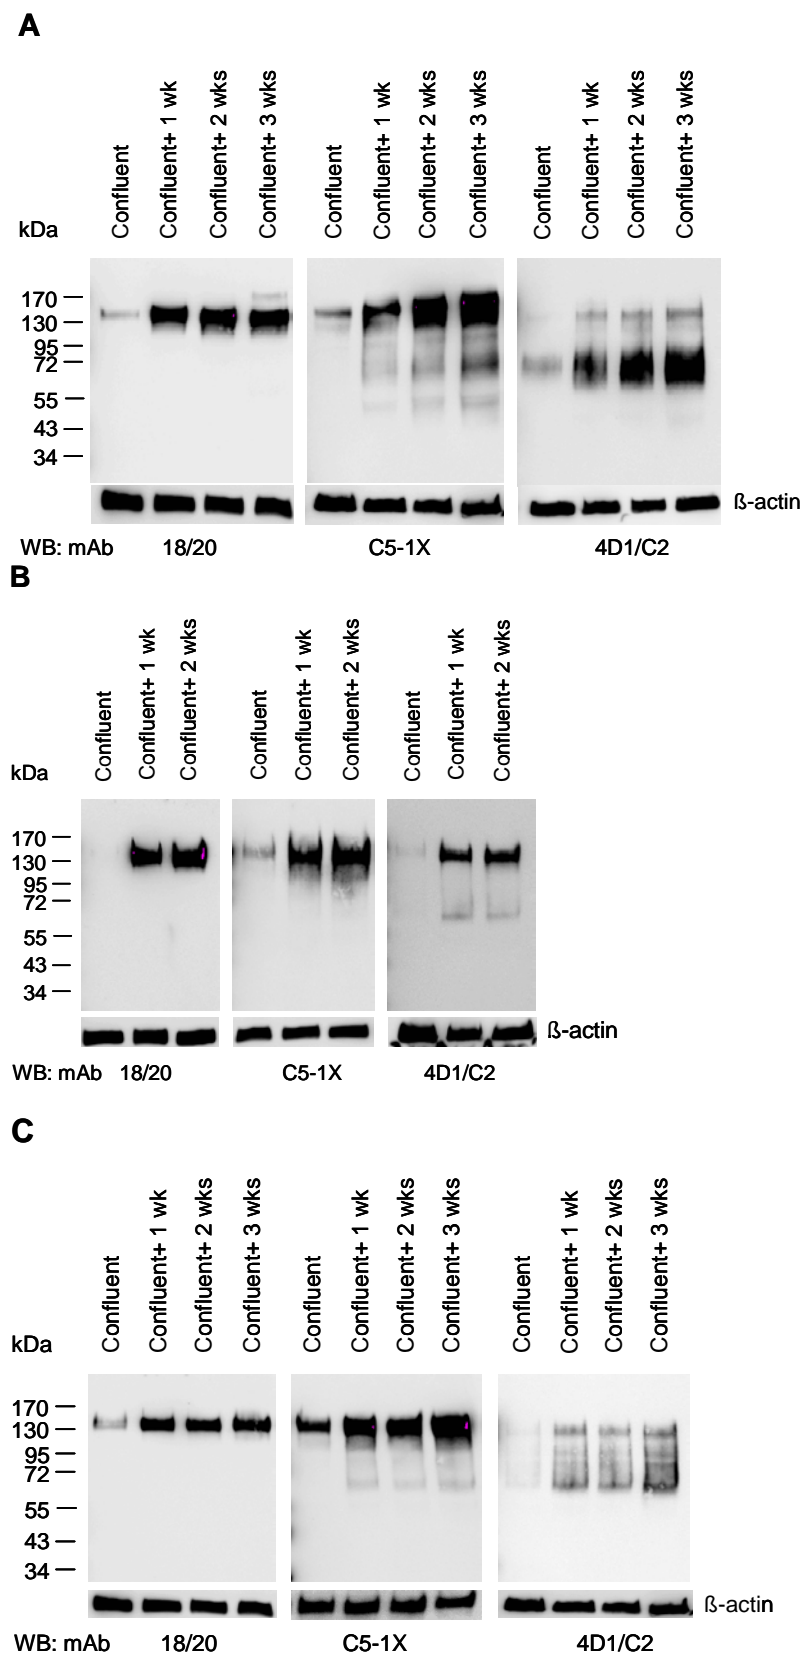 A
Confluent
Confluent+ 1 wk
Confluent+ 2 wks
Confluent+ 3 wks
Confluent
Confluent+ 1 wk
Confluent+ 2 wks
Confluent+ 3 wks
Confluent
Confluent+ 1 wk
Confluent+ 2 wks
Confluent+ 3 wks
kDa
170
130
95
72
55
43
34
ß-actin
WB: mAb 18/20 C5-1X 4D1/C2
B
Confluent
Confluent+ 1 wk
Confluent+ 2 wks
Confluent
Confluent+ 1 wk
Confluent+ 2 wks
Confluent
Confluent+ 1 wk
Confluent+ 2 wks
kDa
170
130
95
72
55
43
34
ß-actin
WB: mAb 18/20 C5-1X 4D1/C2
C
Confluent
Confluent+ 1 wk
Confluent+ 2 wks
Confluent+ 3 wks
Confluent
Confluent+ 1 wk
Confluent+ 2 wks
Confluent+ 3 wks
Confluent
Confluent+ 1 wk
Confluent+ 2 wks
Confluent+ 3 wks
kDa
170
130
95
72
55
43
34
ß-actin
WB: mAb 18/20 C5-1X 4D1/C2